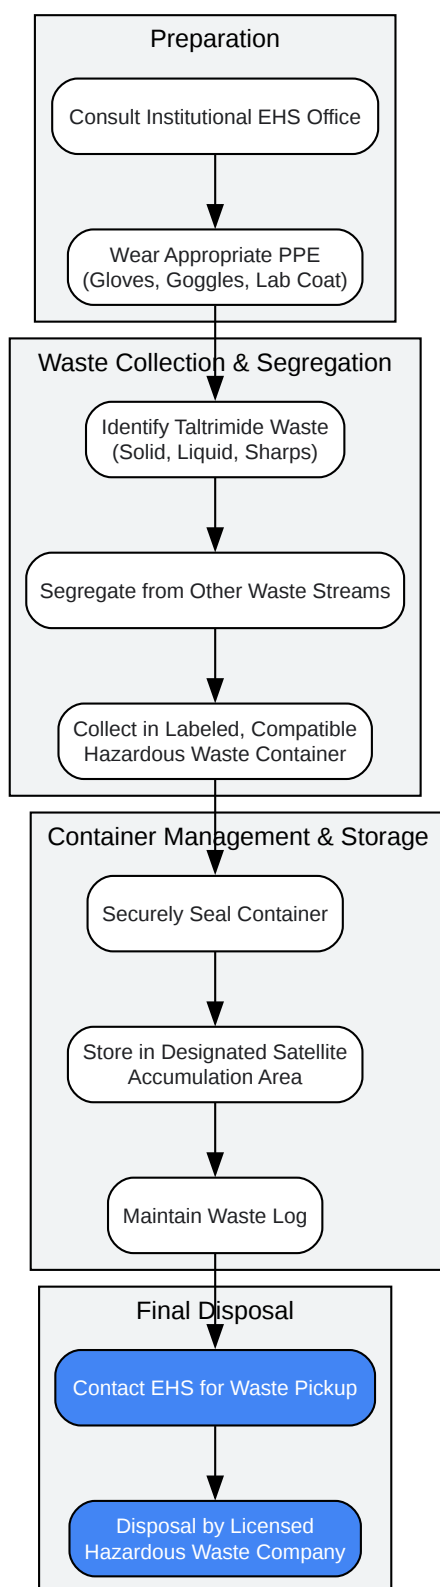 Preparation
Consult Institutional EHS Office
Wear Appropriate PPE
(Gloves, Goggles, Lab Coat)
Waste Collection & Segregation
Identify Taltrimide Waste
(Solid, Liquid, Sharps)
Segregate from Other Waste Streams
Collect in Labeled, Compatible
Hazardous Waste Container
Container Management & Storage
Securely Seal Container
Store in Designated Satellite
Accumulation Area
Maintain Waste Log
Final Disposal
Contact EHS for Waste Pickup
Disposal by Licensed
Hazardous Waste Company